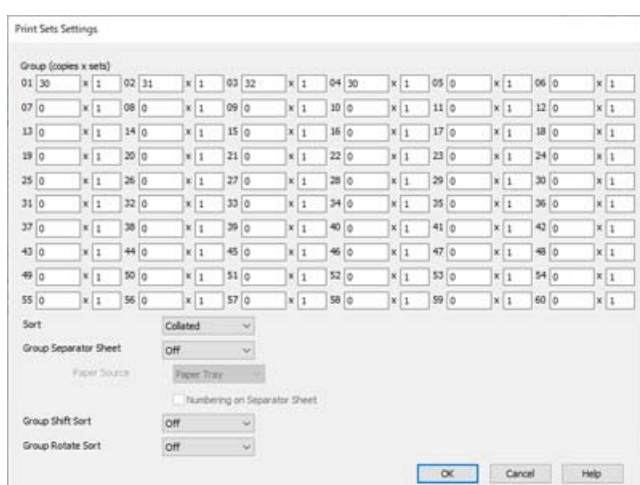 Print Sets Settings
Group (copies x sets)
01 30 x 1 02 31 x 1 03 32 x 1 04 30 x 1 05 0 x 1 06 0 x 1
07 0 x 1 08 0 x 1 09 0 x 1 10 0 x 1 11 0 x 1 12 0 x 1
13 0 x 1 14 0 x 1 15 0 x 1 16 0 x 1 17 0 x 1 18 0 x 1
19 0 x 1 20 0 x 1 21 0 x 1 22 0 x 1 23 0 x 1 24 0 x 1
25 0 x 1 26 0 x 1 27 0 x 1 28 0 x 1 29 0 x 1 30 0 x 1
31 0 x 1 32 0 x 1 33 0 x 1 34 0 x 1 35 0 x 1 36 0 x 1
37 0 x 1 38 0 x 1 39 0 x 1 40 0 x 1 41 0 x 1 42 0 x 1
43 0 x 1 44 0 x 1 45 0 x 1 46 0 x 1 47 0 x 1 48 0 x 1
49 0 x 1 50 0 x 1 51 0 x 1 52 0 x 1 53 0 x 1 54 0 x 1
55 0 x 1 56 0 x 1 57 0 x 1 58 0 x 1 59 0 x 1 60 0 x 1
Sort Collated
Group Separator Sheet Off
Paper Source Paper Tray
Numbering on Separator Sheet
Group Shift Sort Off
Group Rotate Sort Off
OK Cancel Help